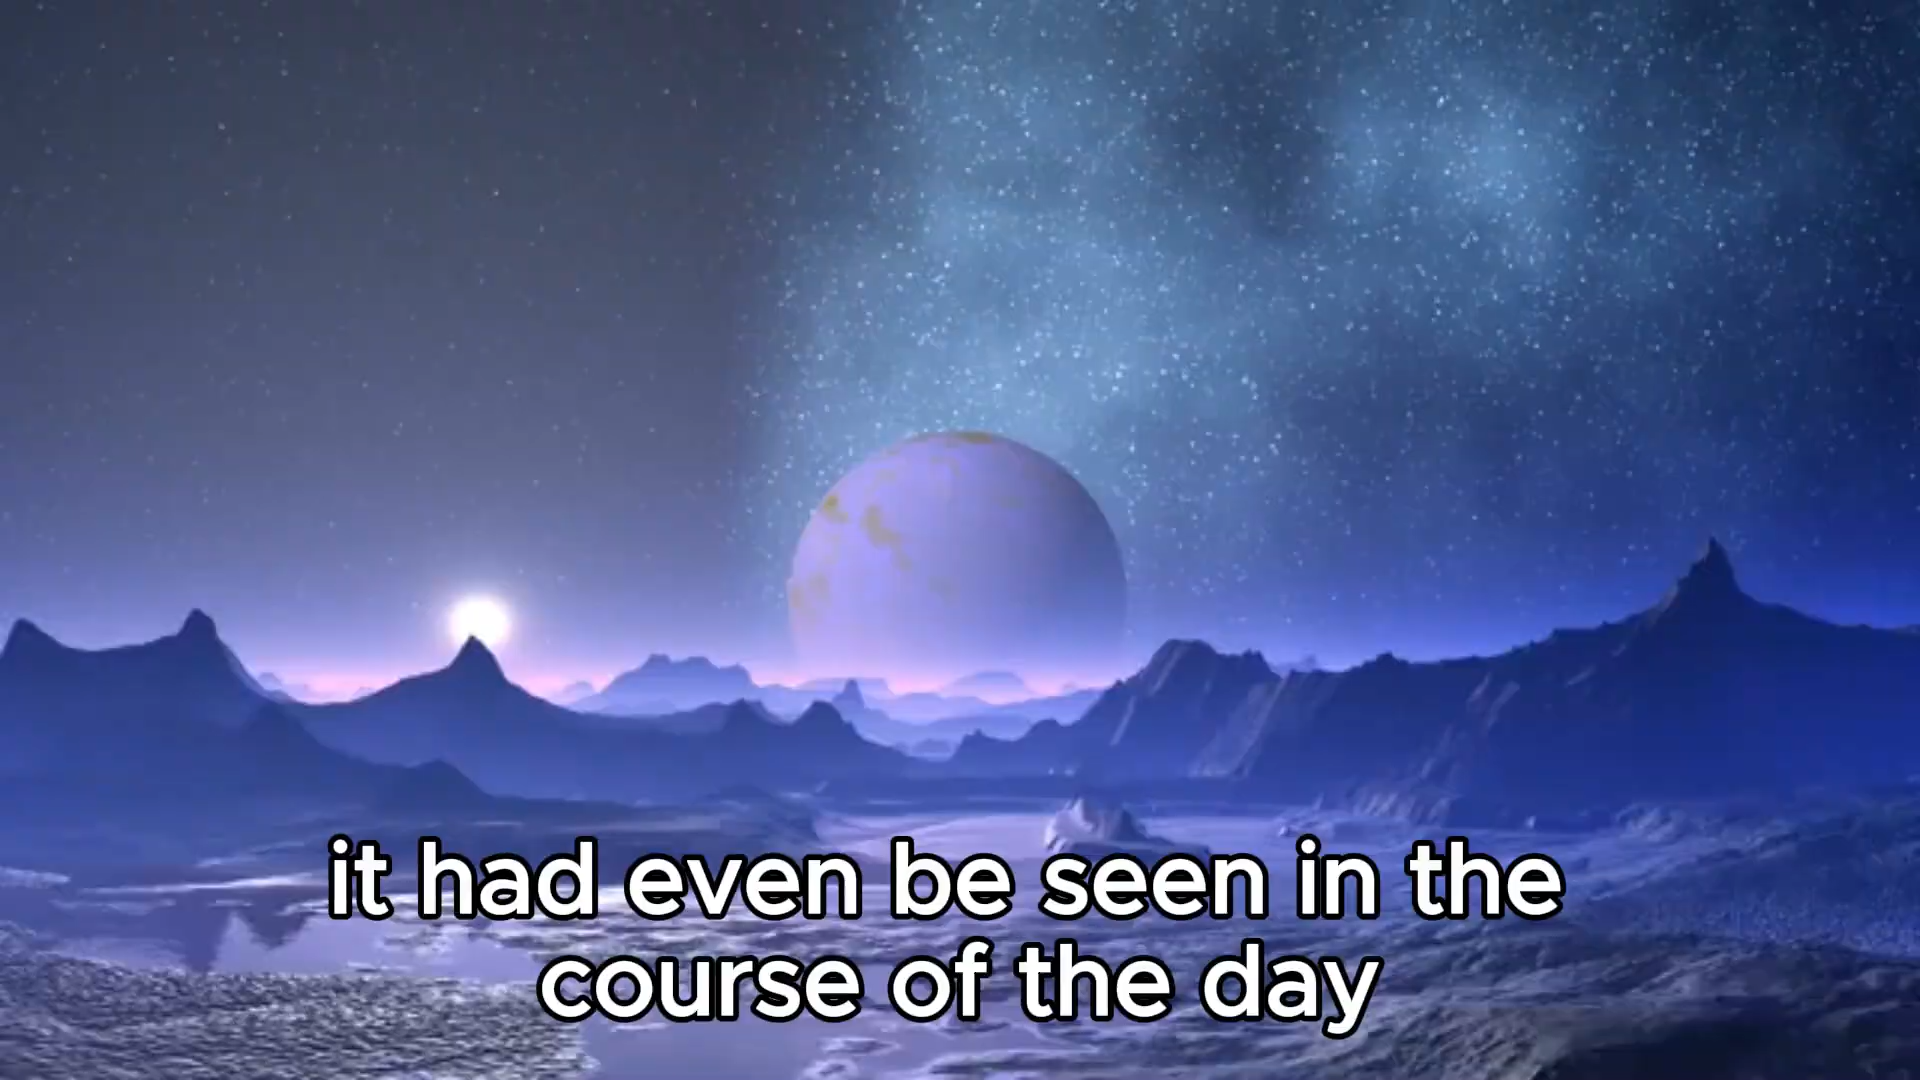 it had even be seen in the
course of the day